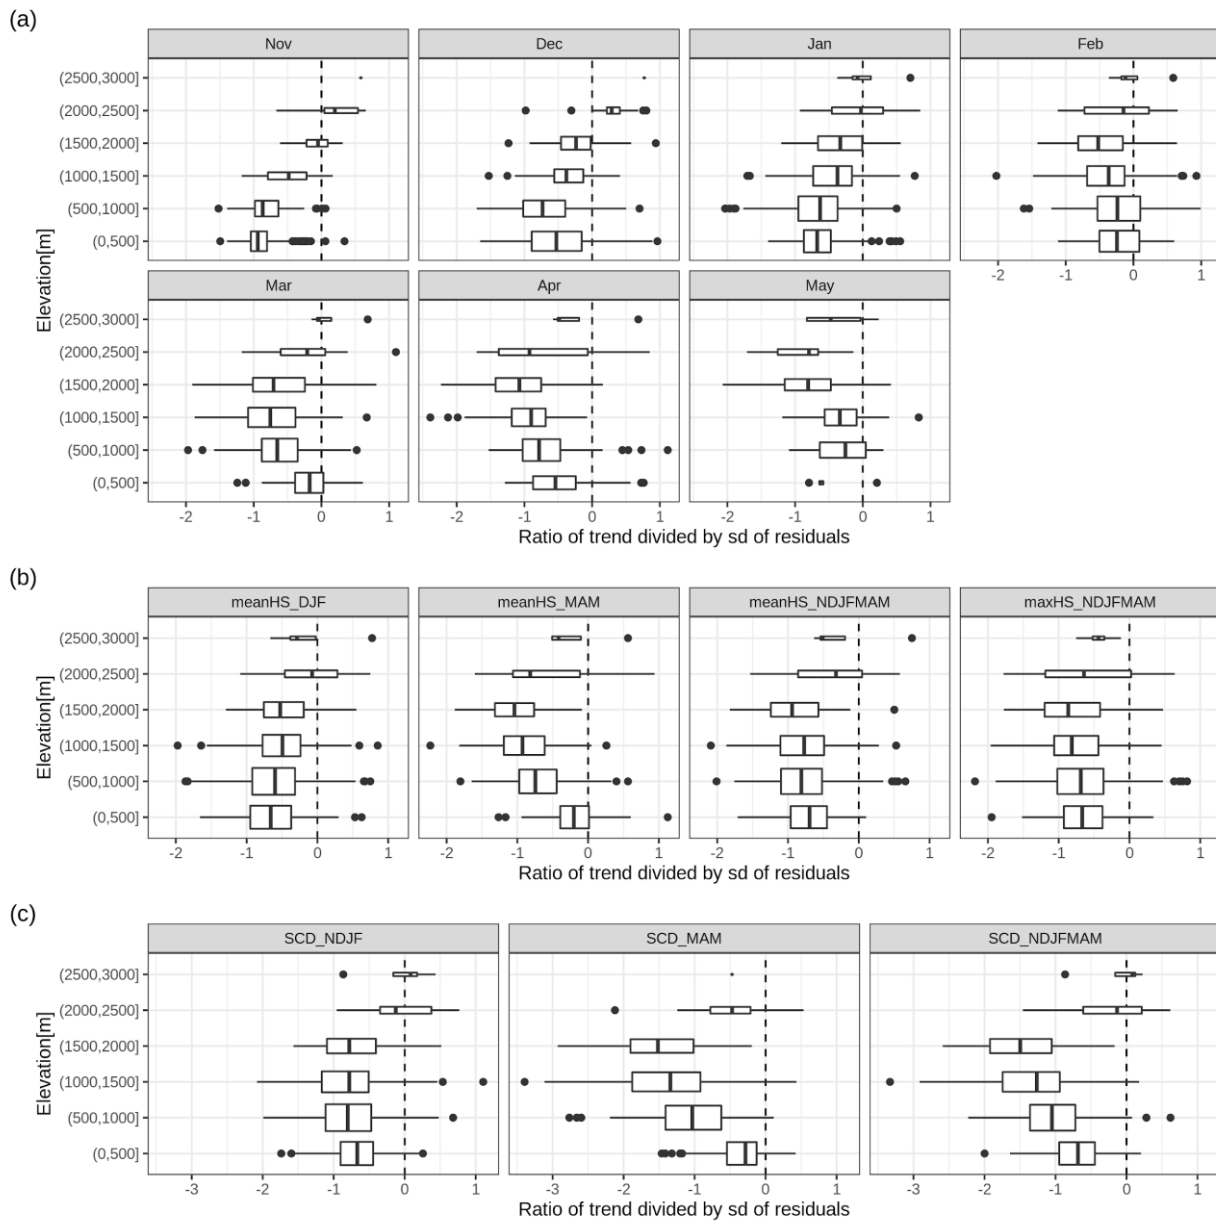 (a)
Nov Dec Jan Feb
(2500,3000]
(2000,2500]
(1500,2000]
(1000,1500]
(500,1000]
(0,500]
-2 -1 0 1
Mar Apr May
(2500,3000]
(2000,2500]
(1500,2000]
(1000,1500]
(500,1000]
(0,500]
Elevation[m]
-2 -1 0 1 -2 -1 0 1 -2 -1 0 1
Ratio of trend divided by sd of residuals
(b)
meanHS_DJF meanHS_MAM meanHS_NDJFMAM maxHS_NDJFMAM
(2500,3000]
(2000,2500]
(1500,2000]
(1000,1500]
(500,1000]
(0,500]
Elevation[m]
-2 -1 0 1 -2 -1 0 1 -2 -1 0 1 -2 -1 0 1
Ratio of trend divided by sd of residuals
(c)
SCD_NDJF SCD_MAM SCD_NDJFMAM
(2500,3000]
(2000,2500]
(1500,2000]
(1000,1500]
(500,1000]
(0,500]
Elevation[m]
-3 -2 -1 0 1 -3 -2 -1 0 1 -3 -2 -1 0 1
Ratio of trend divided by sd of residuals